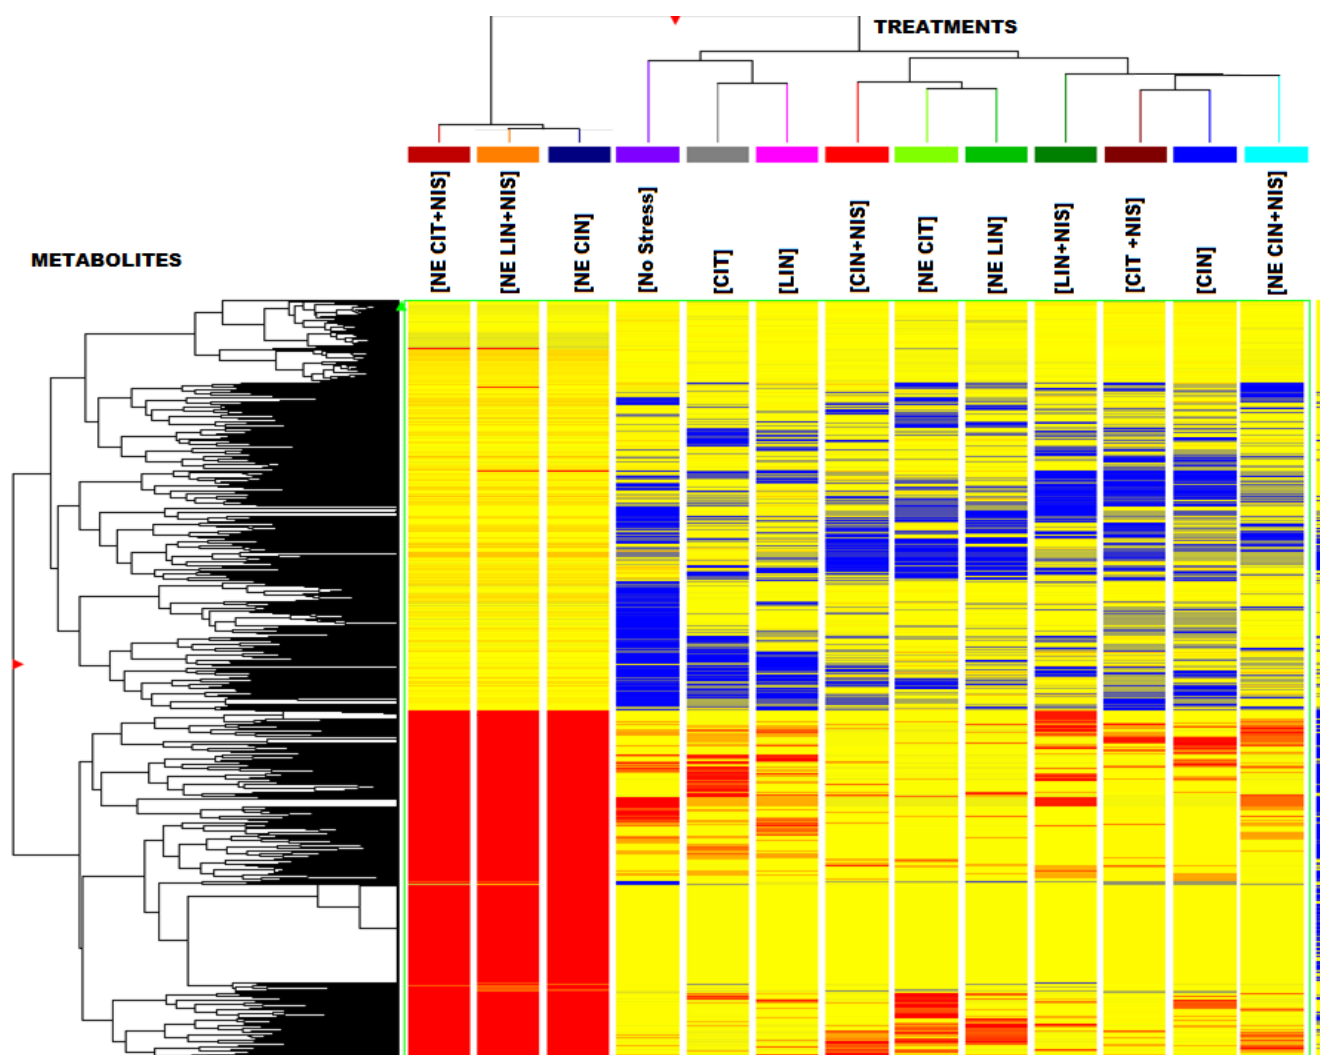 TREATMENTS
[NE CIT+NIS]
[NE LIN+NIS]
[NE CIN]
[No Stress]
[CIT]
[LIN]
[CIN+NIS]
[NE CIT]
[NE LIN]
[LIN+NIS]
[CIT +NIS]
[CIN]
[NE CIN+NIS]
METABOLITES